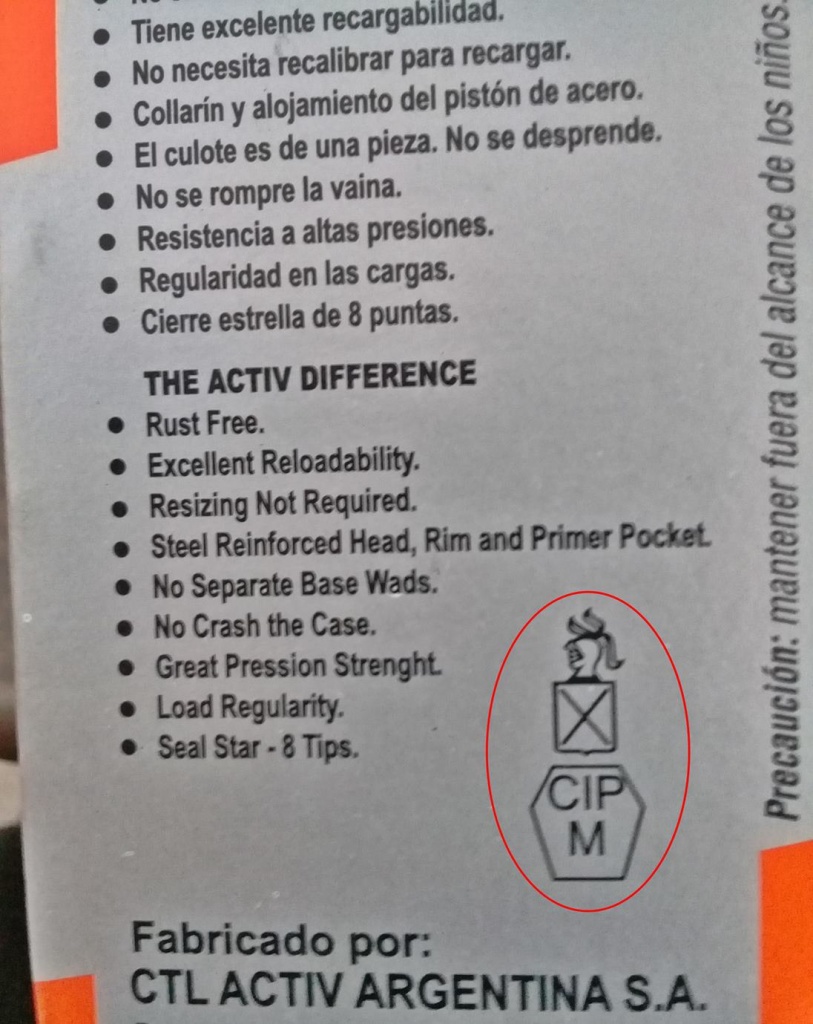 Tiene excelente recargabilidad.
No necesita recalibrar para recargar.
Collarín y alojamiento del pistón de acero.
El culote es de una pieza. No se desprende.
No se rompre la vaina.
Resistencia a altas presiones.
Regularidad en las cargas.
Cierre estrella de 8 puntas.
THE ACTIV DIFFERENCE
Rust Free.
Excellent Reloadability.
Resizing Not Required.
Steel Reinforced Head, Rim and Primer Pocket.
No Separate Base Wads.
No Crash the Case.
Great Pression Strenght.
Load Regularity.
Seal Star - 8 Tips.
CIP
M
Fabricado por:
CTL ACTIV ARGENTINA S.A.
Precaución: mantener fuera del alcance de los niños.